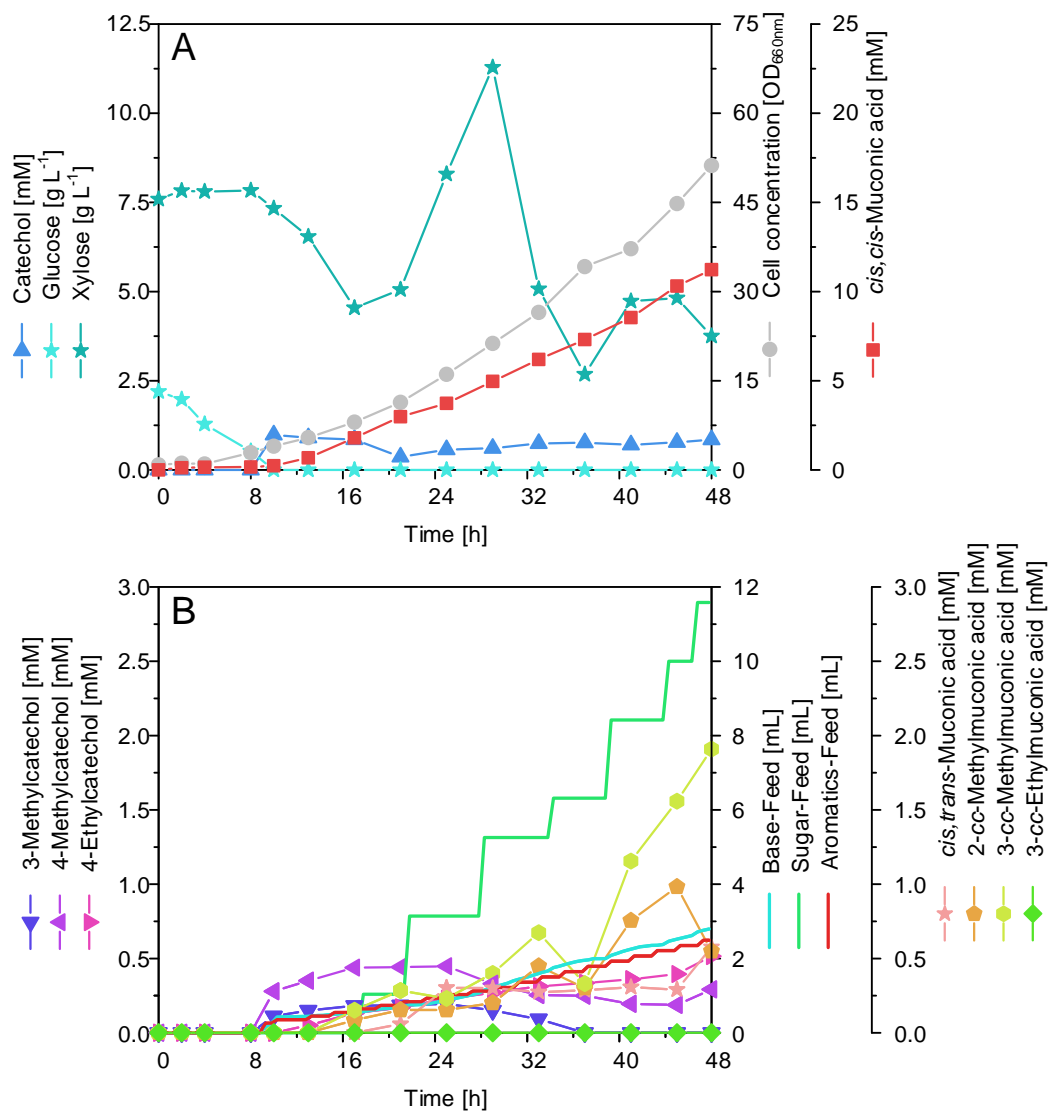 A
12.5
10.0
7.5
5.0
2.5
0.0
75
60
45
30
15
0
25
20
15
10
5
0
0 8 16 24 32 40 48
Time [h]
Catechol [mM]
Glucose [g L⁻¹]
Xylose [g L⁻¹]
Cell concentration [OD₆₆₀ₙₘ]
cis,cis-Muconic acid [mM]
B
3.0
2.5
2.0
1.5
1.0
0.5
0.0
12
10
8
6
4
2
0
3.0
2.5
2.0
1.5
1.0
0.5
0.0
0 8 16 24 32 40 48
Time [h]
3-Methylcatechol [mM]
4-Methylcatechol [mM]
4-Ethylcatechol [mM]
Base-Feed [mL]
Sugar-Feed [mL]
Aromatics-Feed [mL]
cis,trans-Muconic acid [mM]
2-cc-Methylmuconic acid [mM]
3-cc-Methylmuconic acid [mM]
3-cc-Ethylmuconic acid [mM]